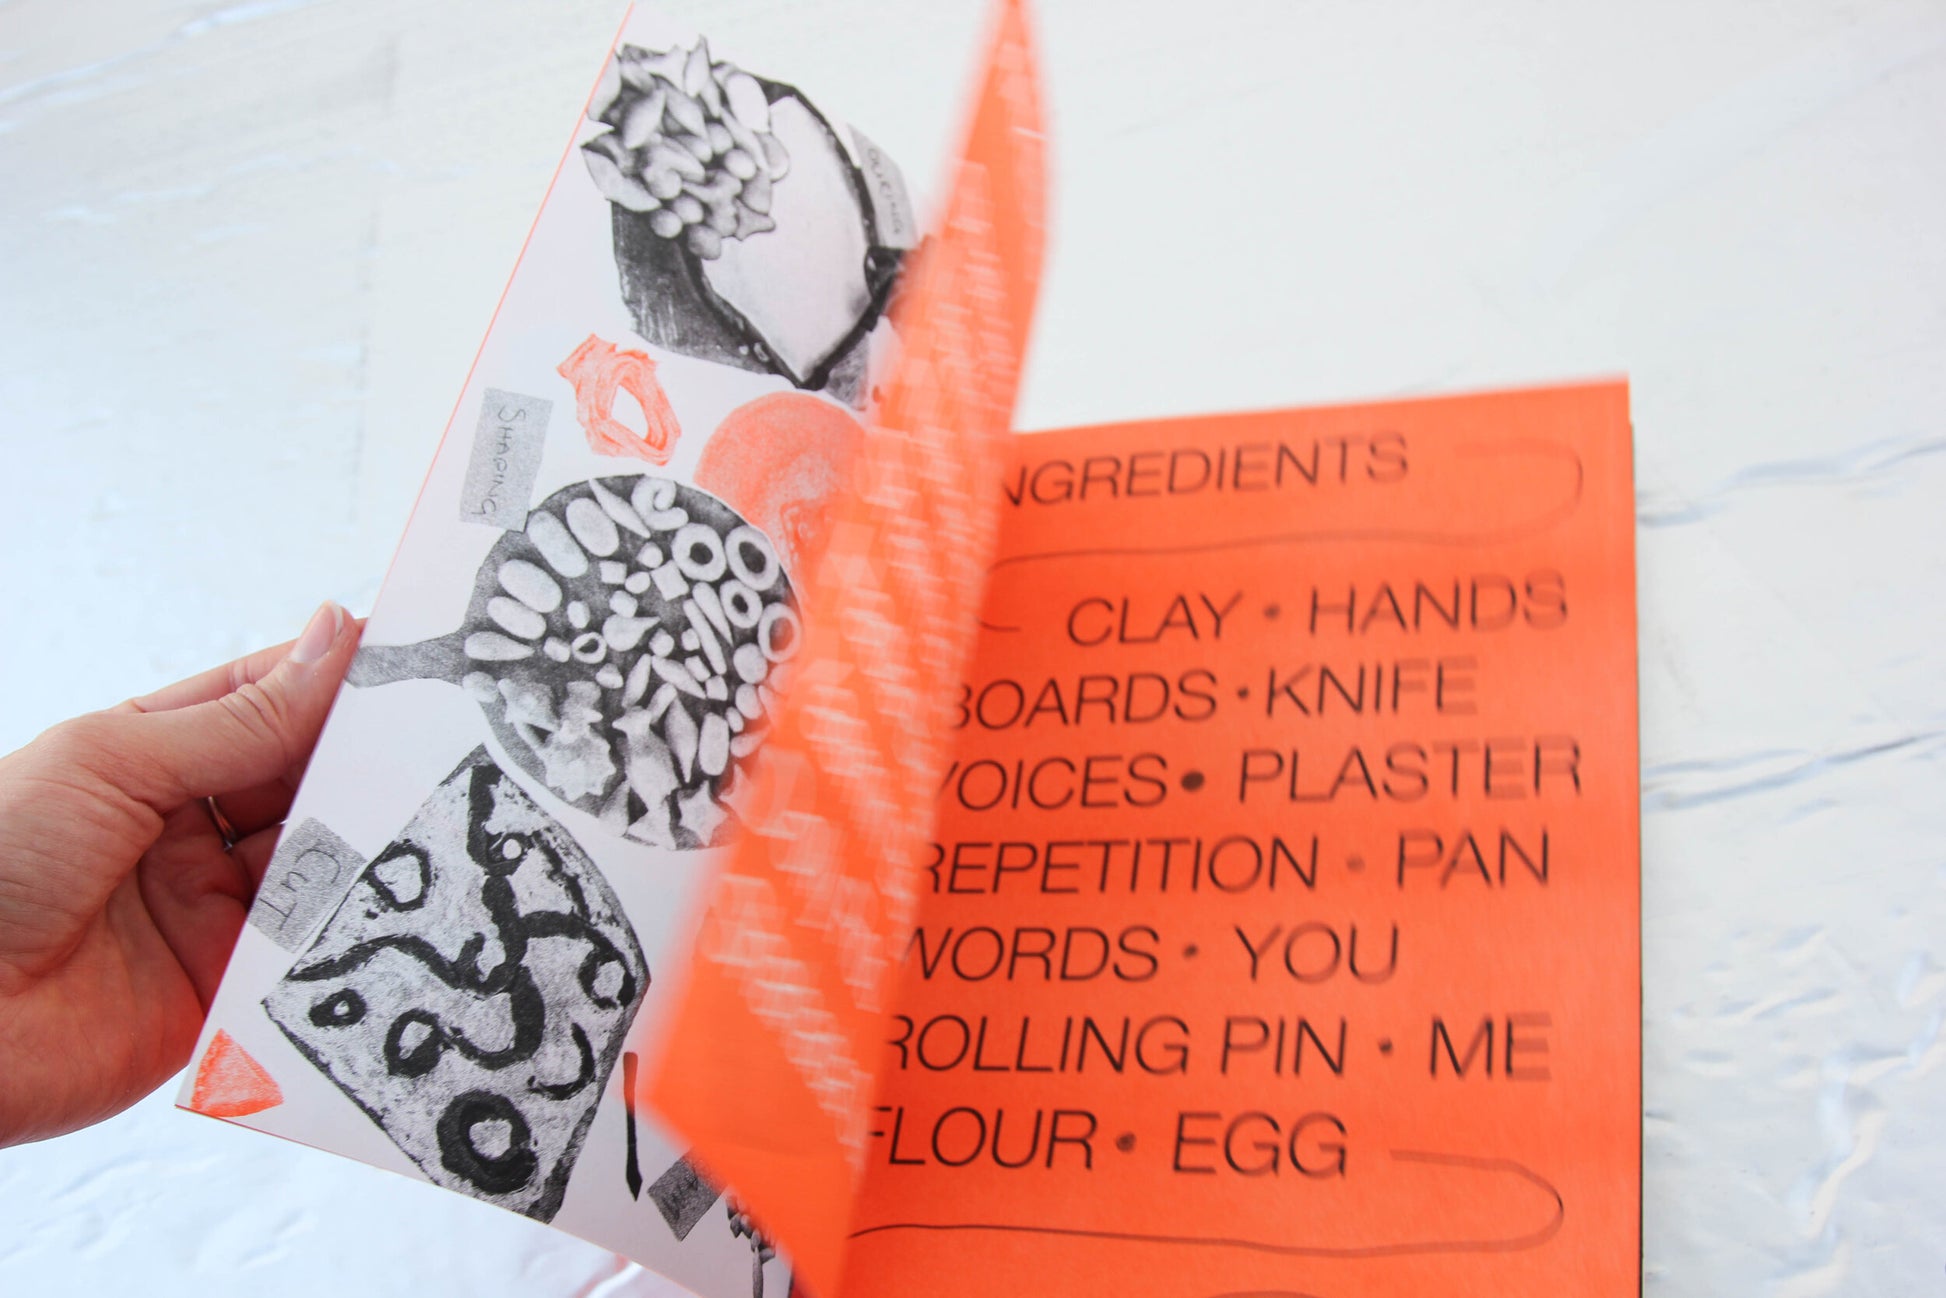 SHAPING
CUT
NGREDIENTS
CLAY • HANDS
BOARDS • KNIFE
VOICES • PLASTER
REPETITION • PAN
WORDS • YOU
ROLLING PIN • ME
FLOUR • EGG